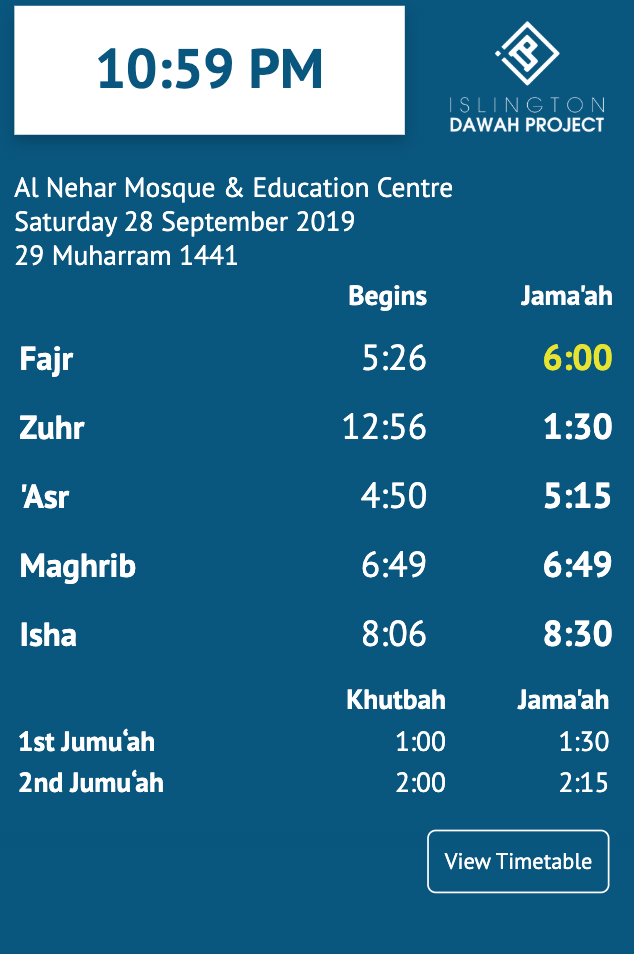 10:59 PM
ISLINGTON
DAWAH PROJECT
Al Nehar Mosque & Education Centre
Saturday 28 September 2019
29 Muharram 1441
Begins Jama'ah
Fajr 5:26 6:00
Zuhr 12:56 1:30
'Asr 4:50 5:15
Maghrib 6:49 6:49
Isha 8:06 8:30
Khutbah Jama'ah
1st Jumu‘ah 1:00 1:30
2nd Jumu‘ah 2:00 2:15
View Timetable